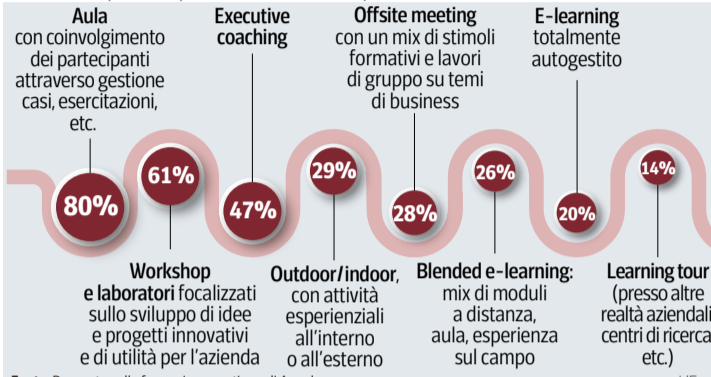 Aula
con coinvolgimento
dei partecipanti
attraverso gestione
casi, esercitazioni,
etc.
80%
61%
Workshop
e laboratori focalizzati
sullo sviluppo di idee
e progetti innovativi
e di utilità per l'azienda
Executive
coaching
47%
29%
Outdoor/indoor,
con attività
esperienziali
all'interno
o all'esterno
Offsite meeting
con un mix di stimoli
formativi e lavori
di gruppo su temi
di business
28%
26%
Blended e-learning:
mix di moduli
a distanza,
aula, esperienza
sul campo
E-learning
totalmente
autogestito
20%
14%
Learning tour
(presso altre
realtà aziendali
centri di ricerca
etc.)